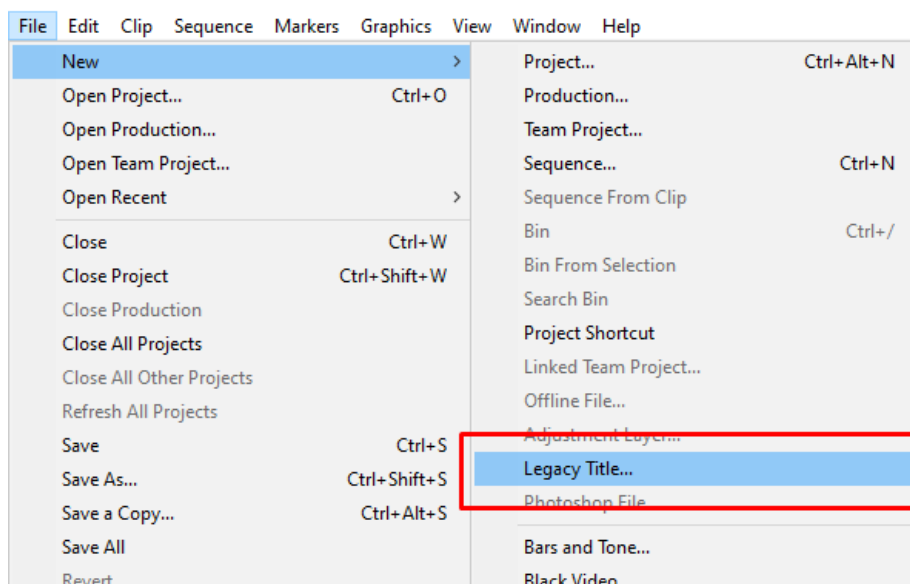 File Edit Clip Sequence Markers Graphics View Window Help
New >
Open Project... Ctrl+O
Open Production...
Open Team Project...
Open Recent >
Close Ctrl+W
Close Project Ctrl+Shift+W
Close Production
Close All Projects
Close All Other Projects
Refresh All Projects
Save Ctrl+S
Save As... Ctrl+Shift+S
Save a Copy... Ctrl+Alt+S
Save All
Revert
Project... Ctrl+Alt+N
Production...
Team Project...
Sequence... Ctrl+N
Sequence From Clip
Bin Ctrl+/
Bin From Selection
Search Bin
Project Shortcut
Linked Team Project...
Offline File...
Adjustment Layer...
Legacy Title...
Photoshop File
Bars and Tone...
Black Video